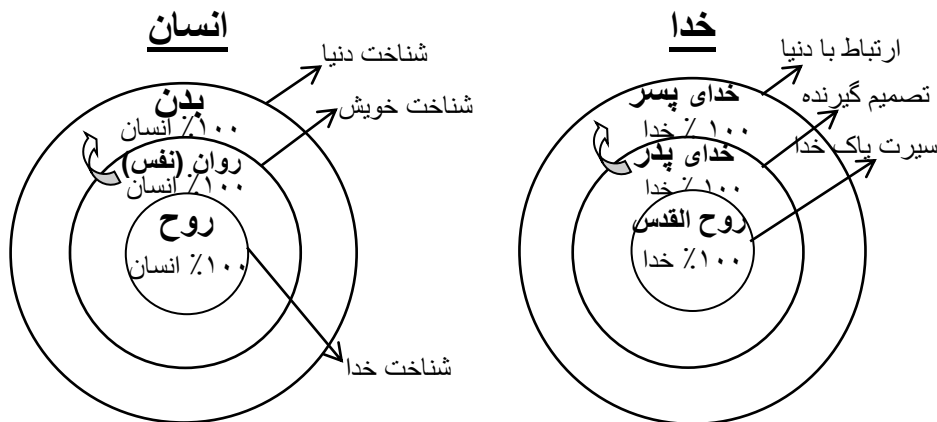 خدا
ارتباط با دنیا
خدای پسر
۱۰۰ ٪ خدا
تصمیم گیرنده
خدای پدر
۱۰۰٪ خدا
سیرت پاک خدا
روح القدس
۱۰۰٪ خدا
انسان
شناخت دنیا
بدن
۱۰۰٪ انسان
شناخت خویش
روان (نفس)
۱۰۰٪ انسان
روح
۱۰۰٪ انسان
شناخت خدا